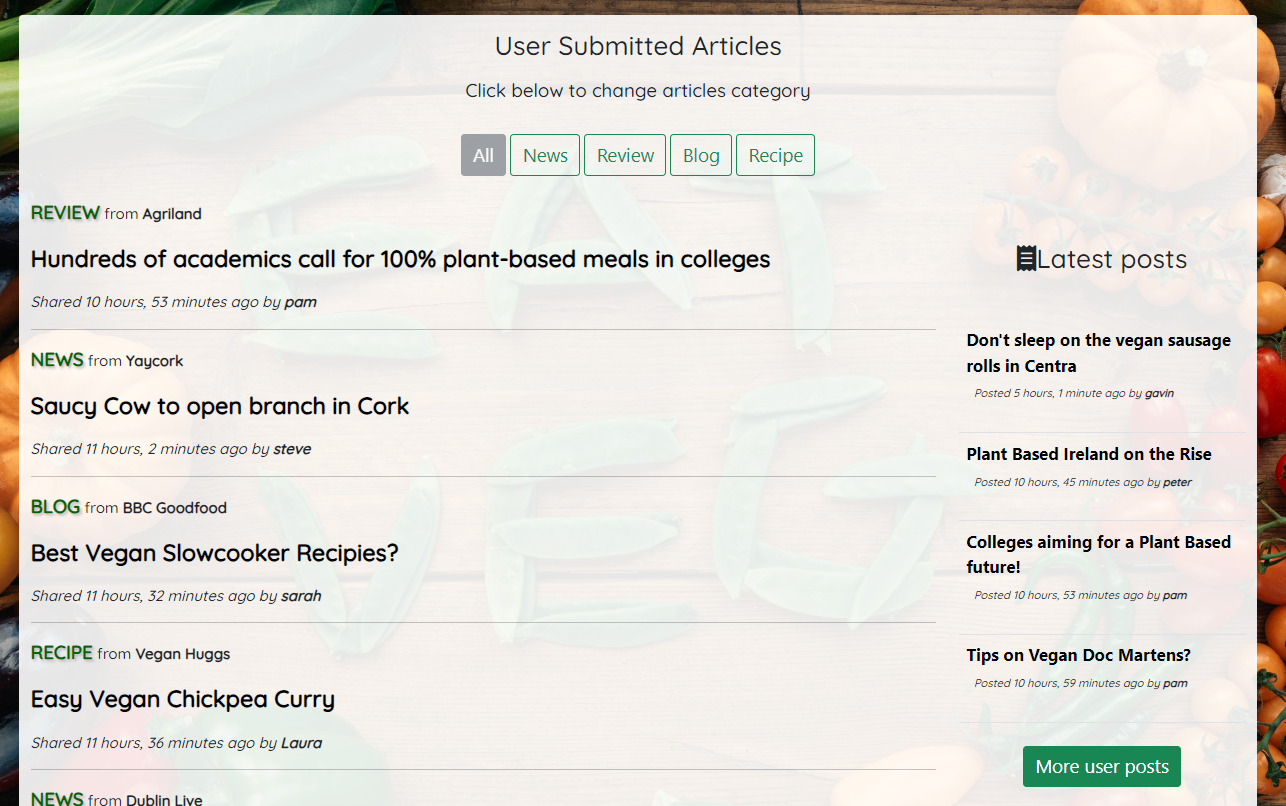 User Submitted Articles
Click below to change articles category
All News Review Blog Recipe
REVIEW from Agriland
Hundreds of academics call for 100% plant-based meals in colleges
Shared 10 hours, 53 minutes ago by pam
NEWS from Yaycork
Saucy Cow to open branch in Cork
Shared 11 hours, 2 minutes ago by steve
BLOG from BBC Goodfood
Best Vegan Slowcooker Recipies?
Shared 11 hours, 32 minutes ago by sarah
RECIPE from Vegan Huggs
Easy Vegan Chickpea Curry
Shared 11 hours, 36 minutes ago by Laura
NEWS from Dublin Live
Latest posts
Don't sleep on the vegan sausage
rolls in Centra
Posted 5 hours, 1 minute ago by gavin
Plant Based Ireland on the Rise
Posted 10 hours, 45 minutes ago by peter
Colleges aiming for a Plant Based
future!
Posted 10 hours, 53 minutes ago by pam
Tips on Vegan Doc Martens?
Posted 10 hours, 59 minutes ago by pam
More user posts
EAT
VEG